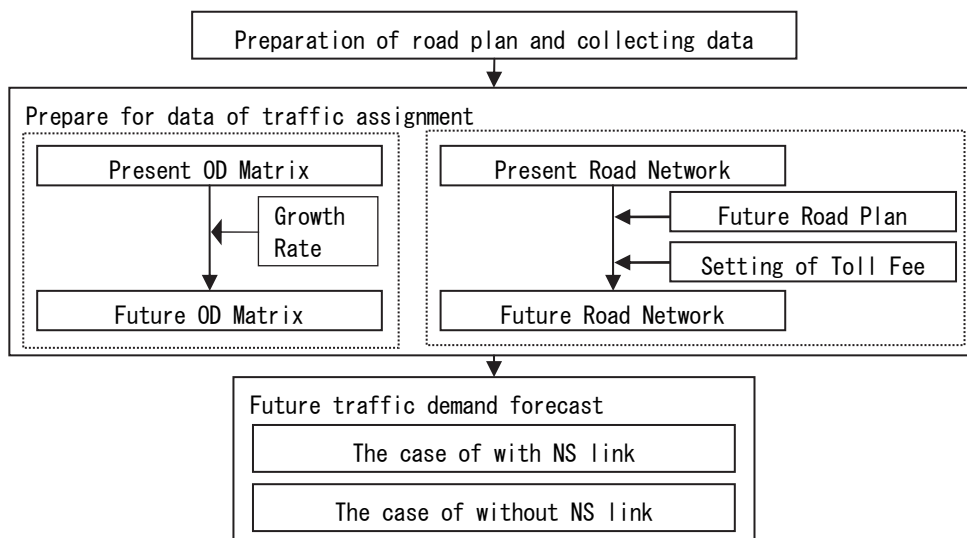 Preparation of road plan and collecting data
Prepare for data of traffic assignment
Present OD Matrix
Growth
Rate
Future OD Matrix
Present Road Network
Future Road Plan
Setting of Toll Fee
Future Road Network
Future traffic demand forecast
The case of with NS link
The case of without NS link